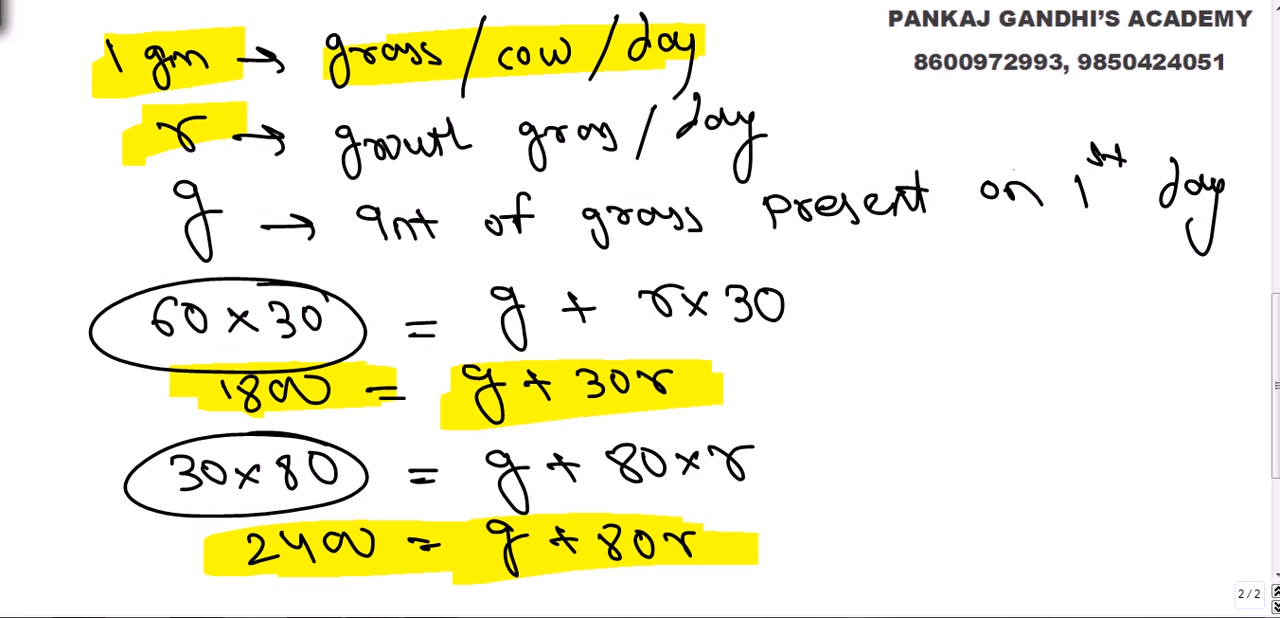 PANKAJ GANDHI'S ACADEMY
8600972993, 9850424051
1 gm → grass / cow / day
r → growth grass / day
g → qnt of grass present on 1st day
60 × 30 = g + r × 30
1800 = g + 30r
30 × 80 = g + 80 × r
2400 = g + 80r
2 / 2